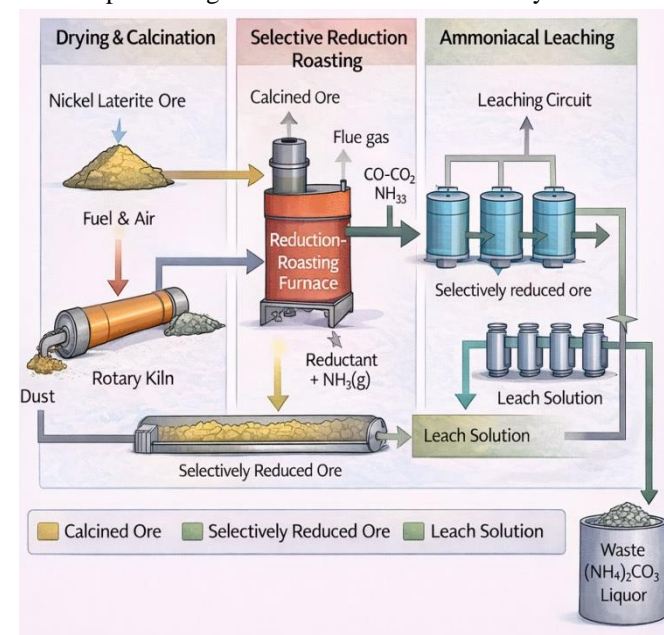 Drying & Calcination
Selective Reduction
Roasting
Ammoniacal Leaching
Nickel Laterite Ore
Calcined Ore
Flue gas
CO-CO₂
NH₃₃
Leaching Circuit
Fuel & Air
Reduction-
Roasting
Furnace
Selectively reduced ore
Rotary Kiln
Reductant
+ NH₃(g)
Leach Solution
Dust
Leach Solution
Selectively Reduced Ore
Calcined Ore
Selectively Reduced Ore
Leach Solution
Waste
(NH₄)₂CO₃
Liquor